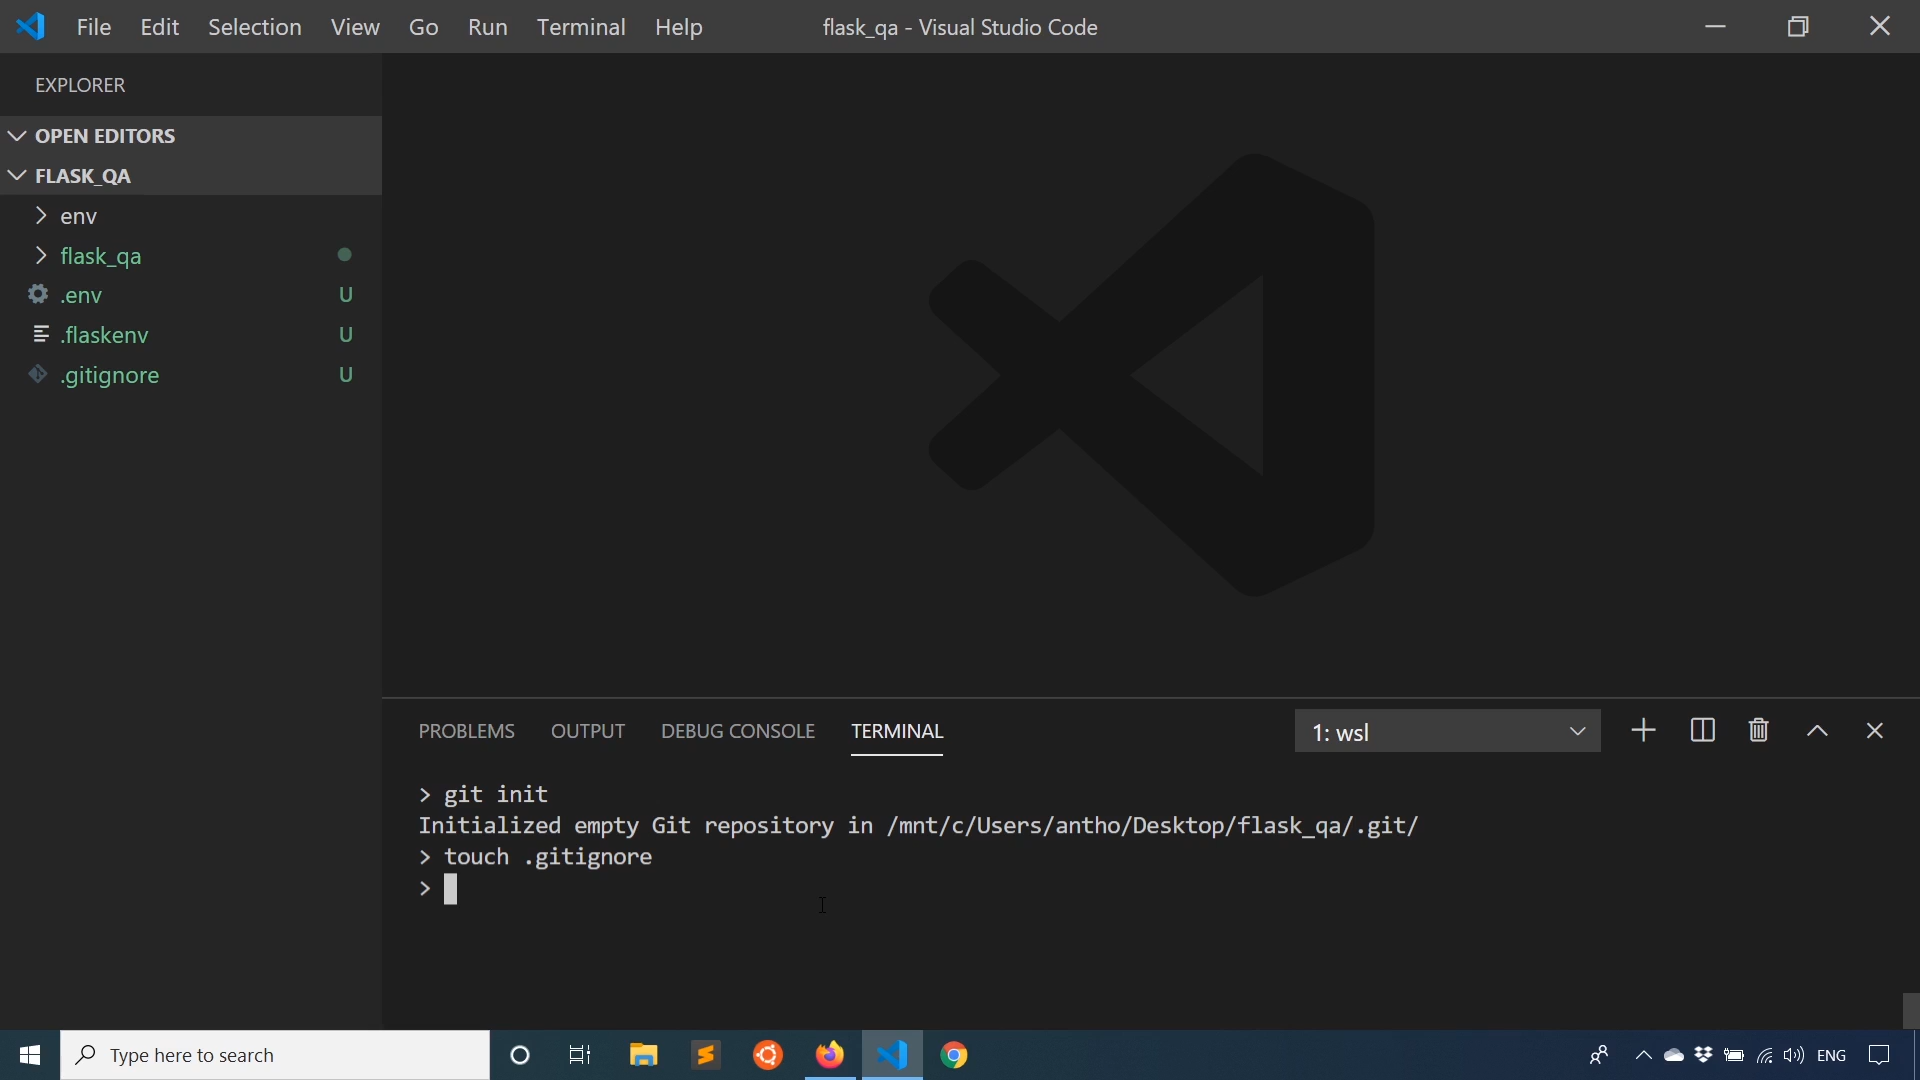 File Edit Selection View Go Run Terminal Help flask_qa - Visual Studio Code
EXPLORER
OPEN EDITORS
FLASK_QA
env
flask_qa
.env U
.flaskenv U
.gitignore U
PROBLEMS OUTPUT DEBUG CONSOLE TERMINAL 1: wsl
> git init
Initialized empty Git repository in /mnt/c/Users/antho/Desktop/flask_qa/.git/
> touch .gitignore
>
Type here to search ENG